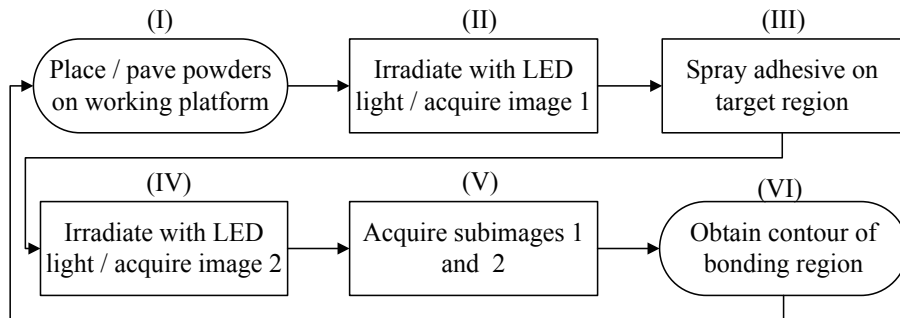 (I)
Place / pave powders
on working platform
(II)
Irradiate with LED
light / acquire image 1
(III)
Spray adhesive on
target region
(IV)
Irradiate with LED
light / acquire image 2
(V)
Acquire subimages 1
and 2
(VI)
Obtain contour of
bonding region